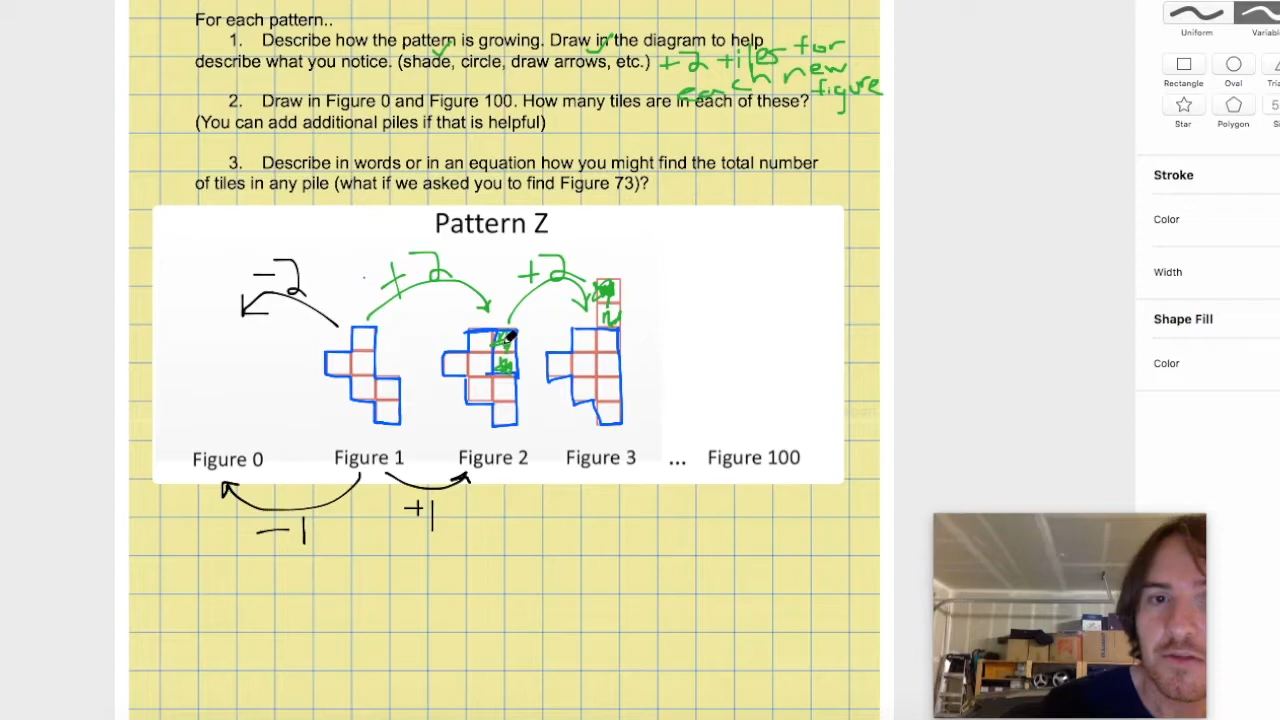 For each pattern..
1. Describe how the pattern is growing. Draw in the diagram to help
describe what you notice. (shade, circle, draw arrows, etc.)
+2 tiles for
each new
figure
2. Draw in Figure 0 and Figure 100. How many tiles are in each of these?
(You can add additional piles if that is helpful)
3. Describe in words or in an equation how you might find the total number
of tiles in any pile (what if we asked you to find Figure 73)?
Pattern Z
-2
+2
+2
Figure 0
Figure 1
Figure 2
Figure 3
...
Figure 100
-1
+1
Uniform
Variab
Rectangle
Oval
Tria
Star
Polygon
5
Si
Stroke
Color
Width
Shape Fill
Color